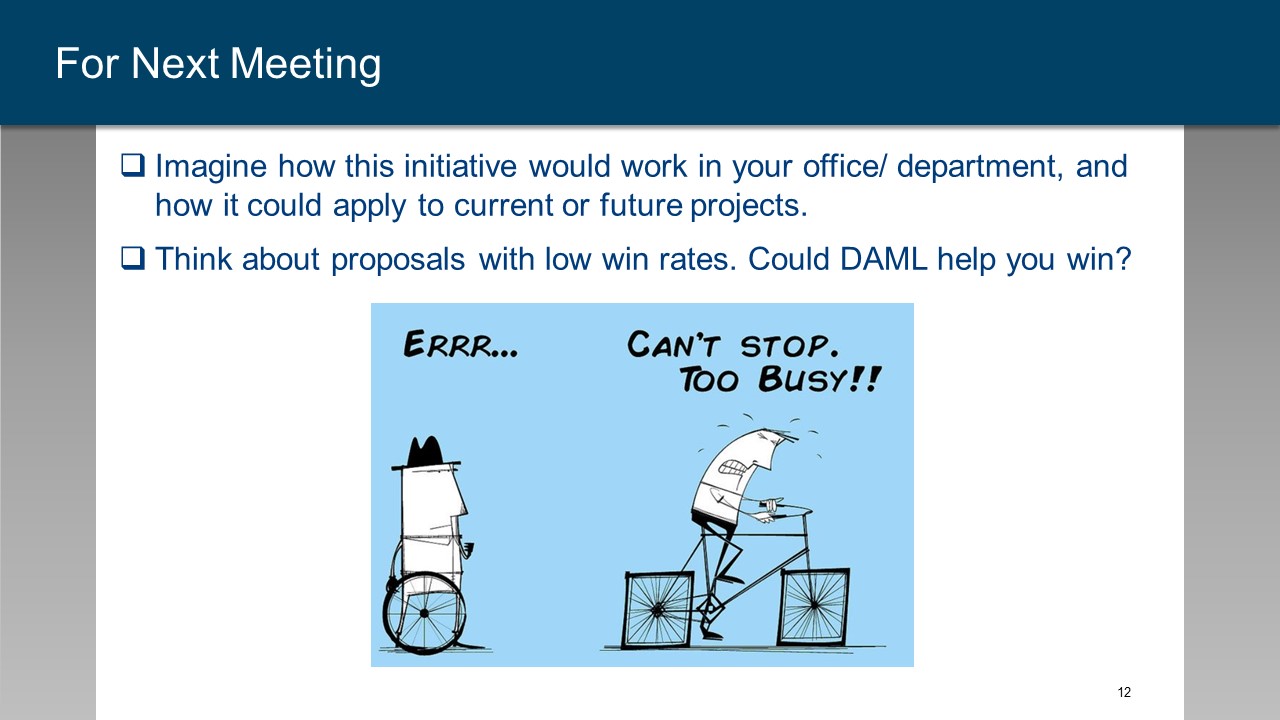 For Next Meeting
❑ Imagine how this initiative would work in your office/ department, and
how it could apply to current or future projects.
❑ Think about proposals with low win rates. Could DAML help you win?
ERRR...
CAN'T STOP.
TOO BUSY!!
12